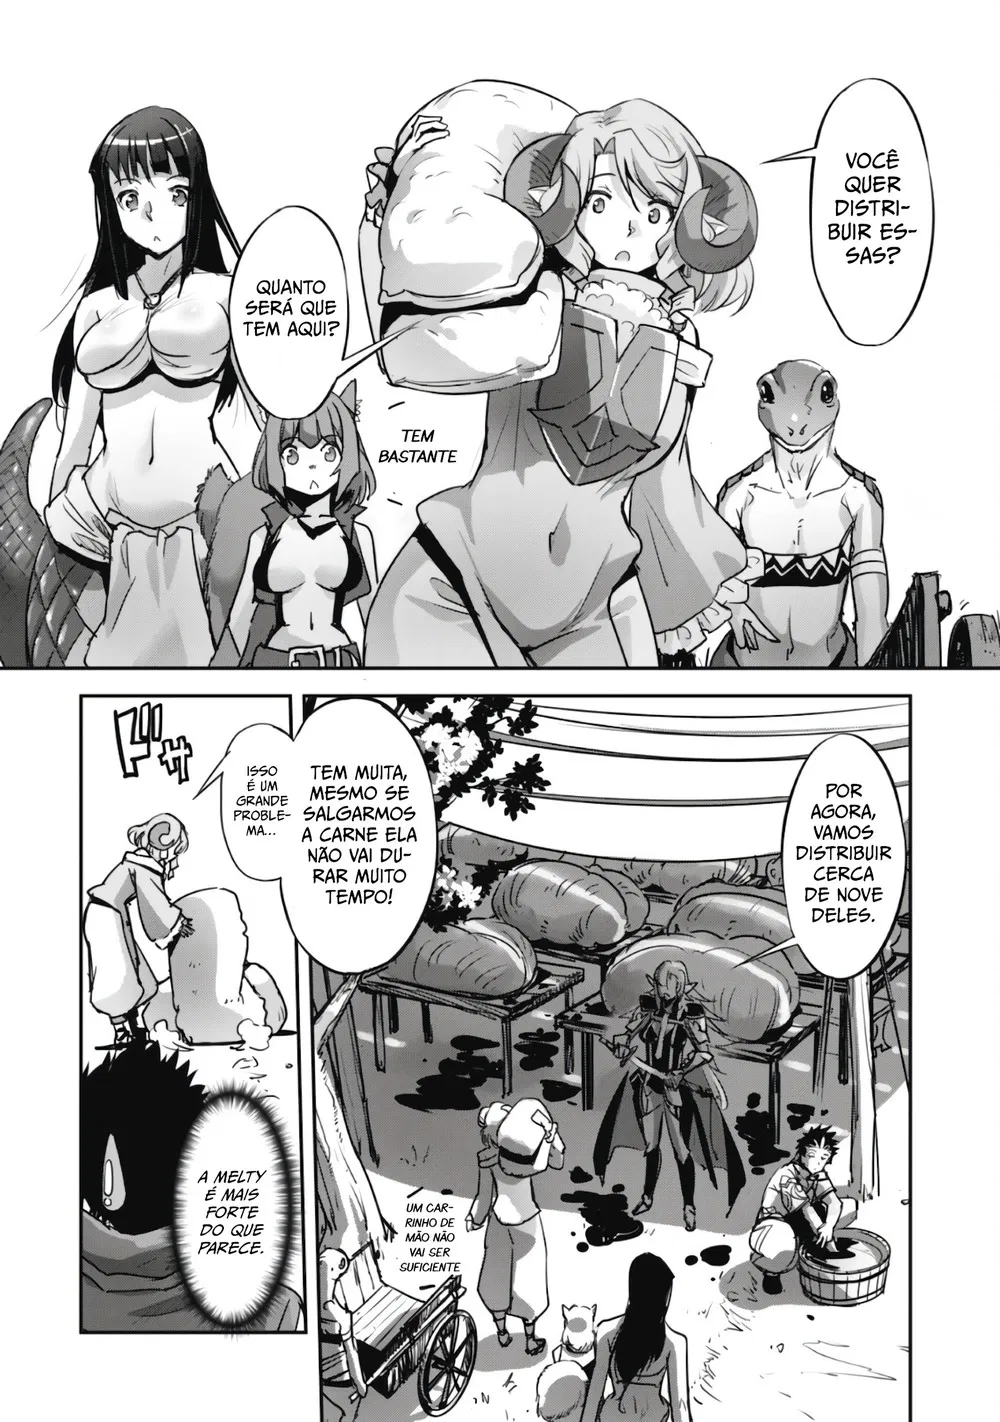 VOCÊ
QUER
DISTRI-
BUIR ES-
SAS?
QUANTO
SERÁ QUE
TEM AQUI?
TEM
BASTANTE
POR
AGORA,
VAMOS
DISTRIBUIR
CERCA
DE NOVE
DELES.
TEM MUITA,
MESMO SE
SALGARMOS
A CARNE ELA
NÃO VAI DU-
RAR MUITO
TEMPO!
UM CAR-
RINHO DE
MÃO NÃO
VAI SER
SUFICIENTE
ISSO
É UM
GRANDE
PROBLE-
MA...
ドサ
A MELTY
É MAIS
FORTE
DO QUE
PARECE.